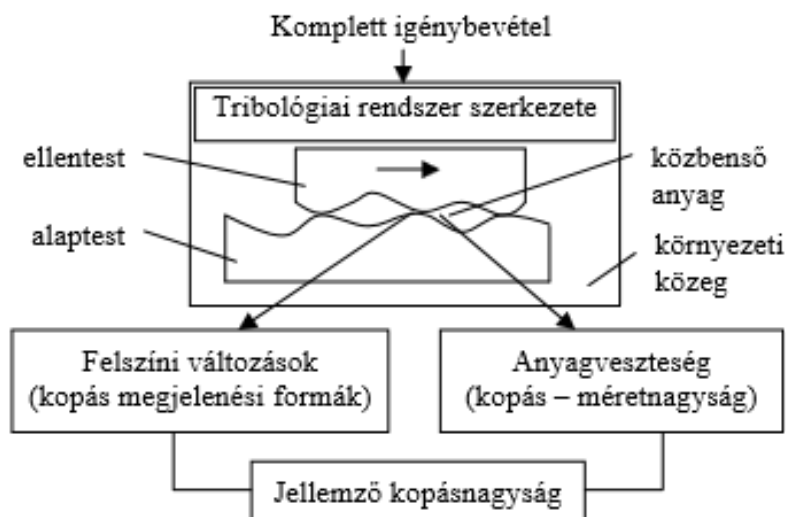 Komplett igénybevétel
Tribológiai rendszer szerkezete
ellentest
alaptest
közbenső
anyag
környezeti
közeg
Felszíni változások
(kopás megjelenési formák)
Anyagveszteség
(kopás – méretnagyság)
Jellemző kopásnagyság